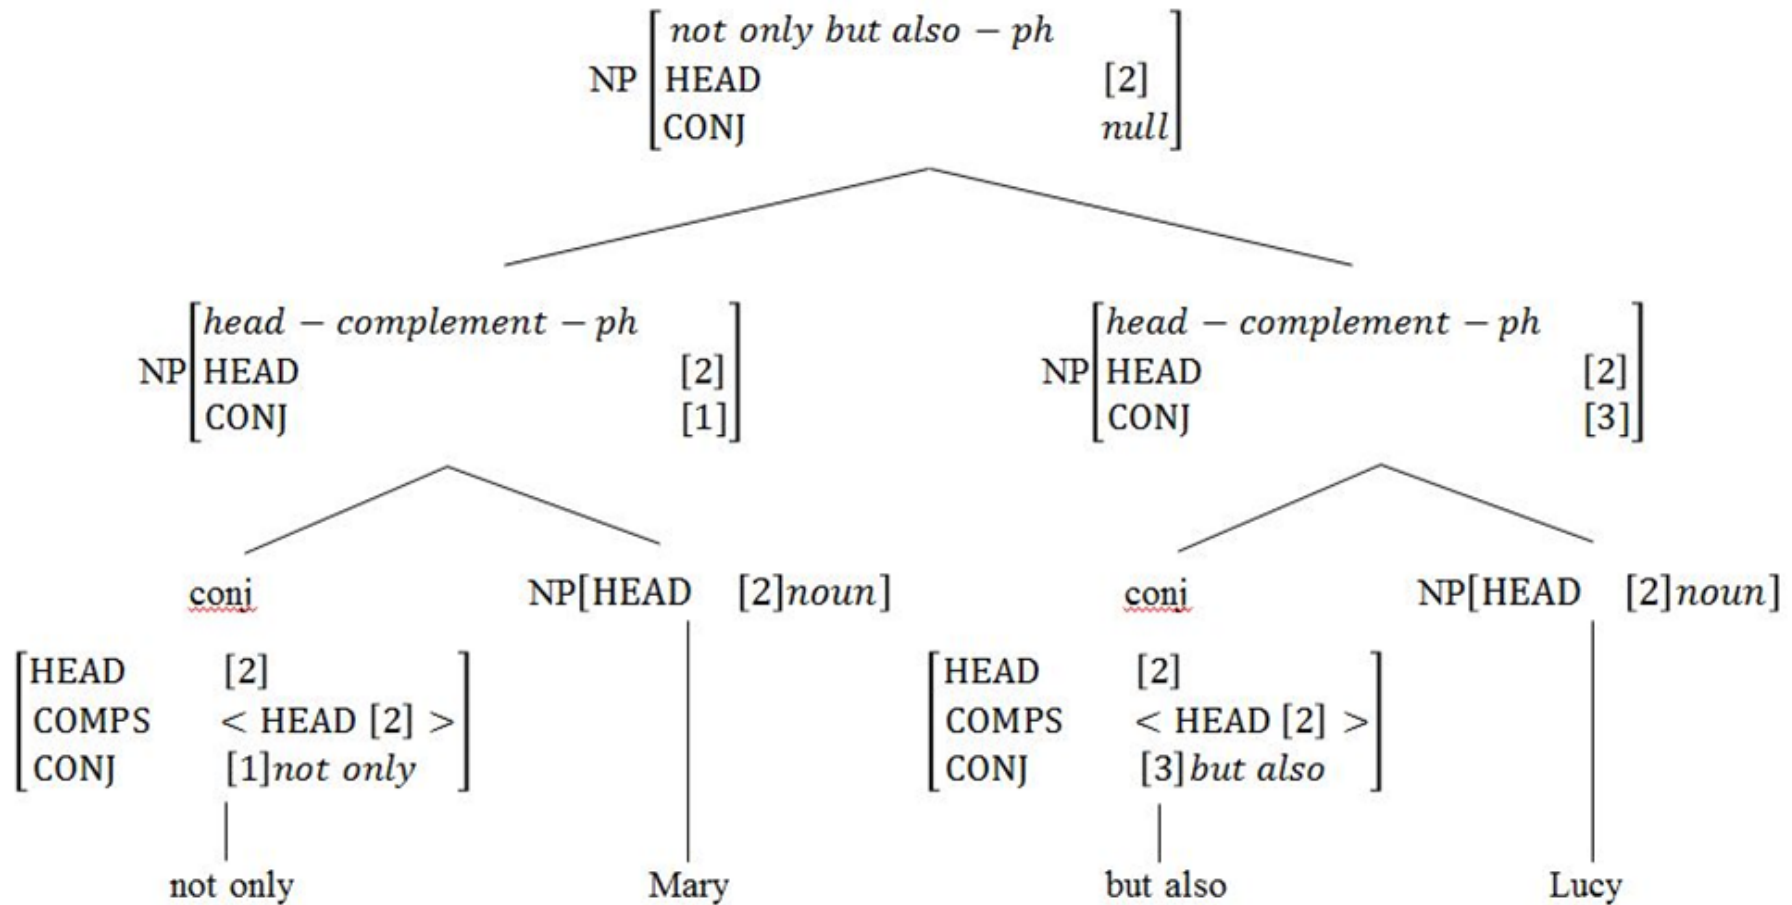 not only but also − ph
NP HEAD [2]
CONJ null
head − complement − ph head − complement − ph
NP HEAD [2] NP HEAD [2]
CONJ [1] CONJ [3]
conj NP[HEAD [2]noun] conj NP[HEAD [2]noun]
HEAD [2] HEAD [2]
COMPS < HEAD [2] > COMPS < HEAD [2] >
CONJ [1]not only CONJ [3]but also
not only Mary but also Lucy